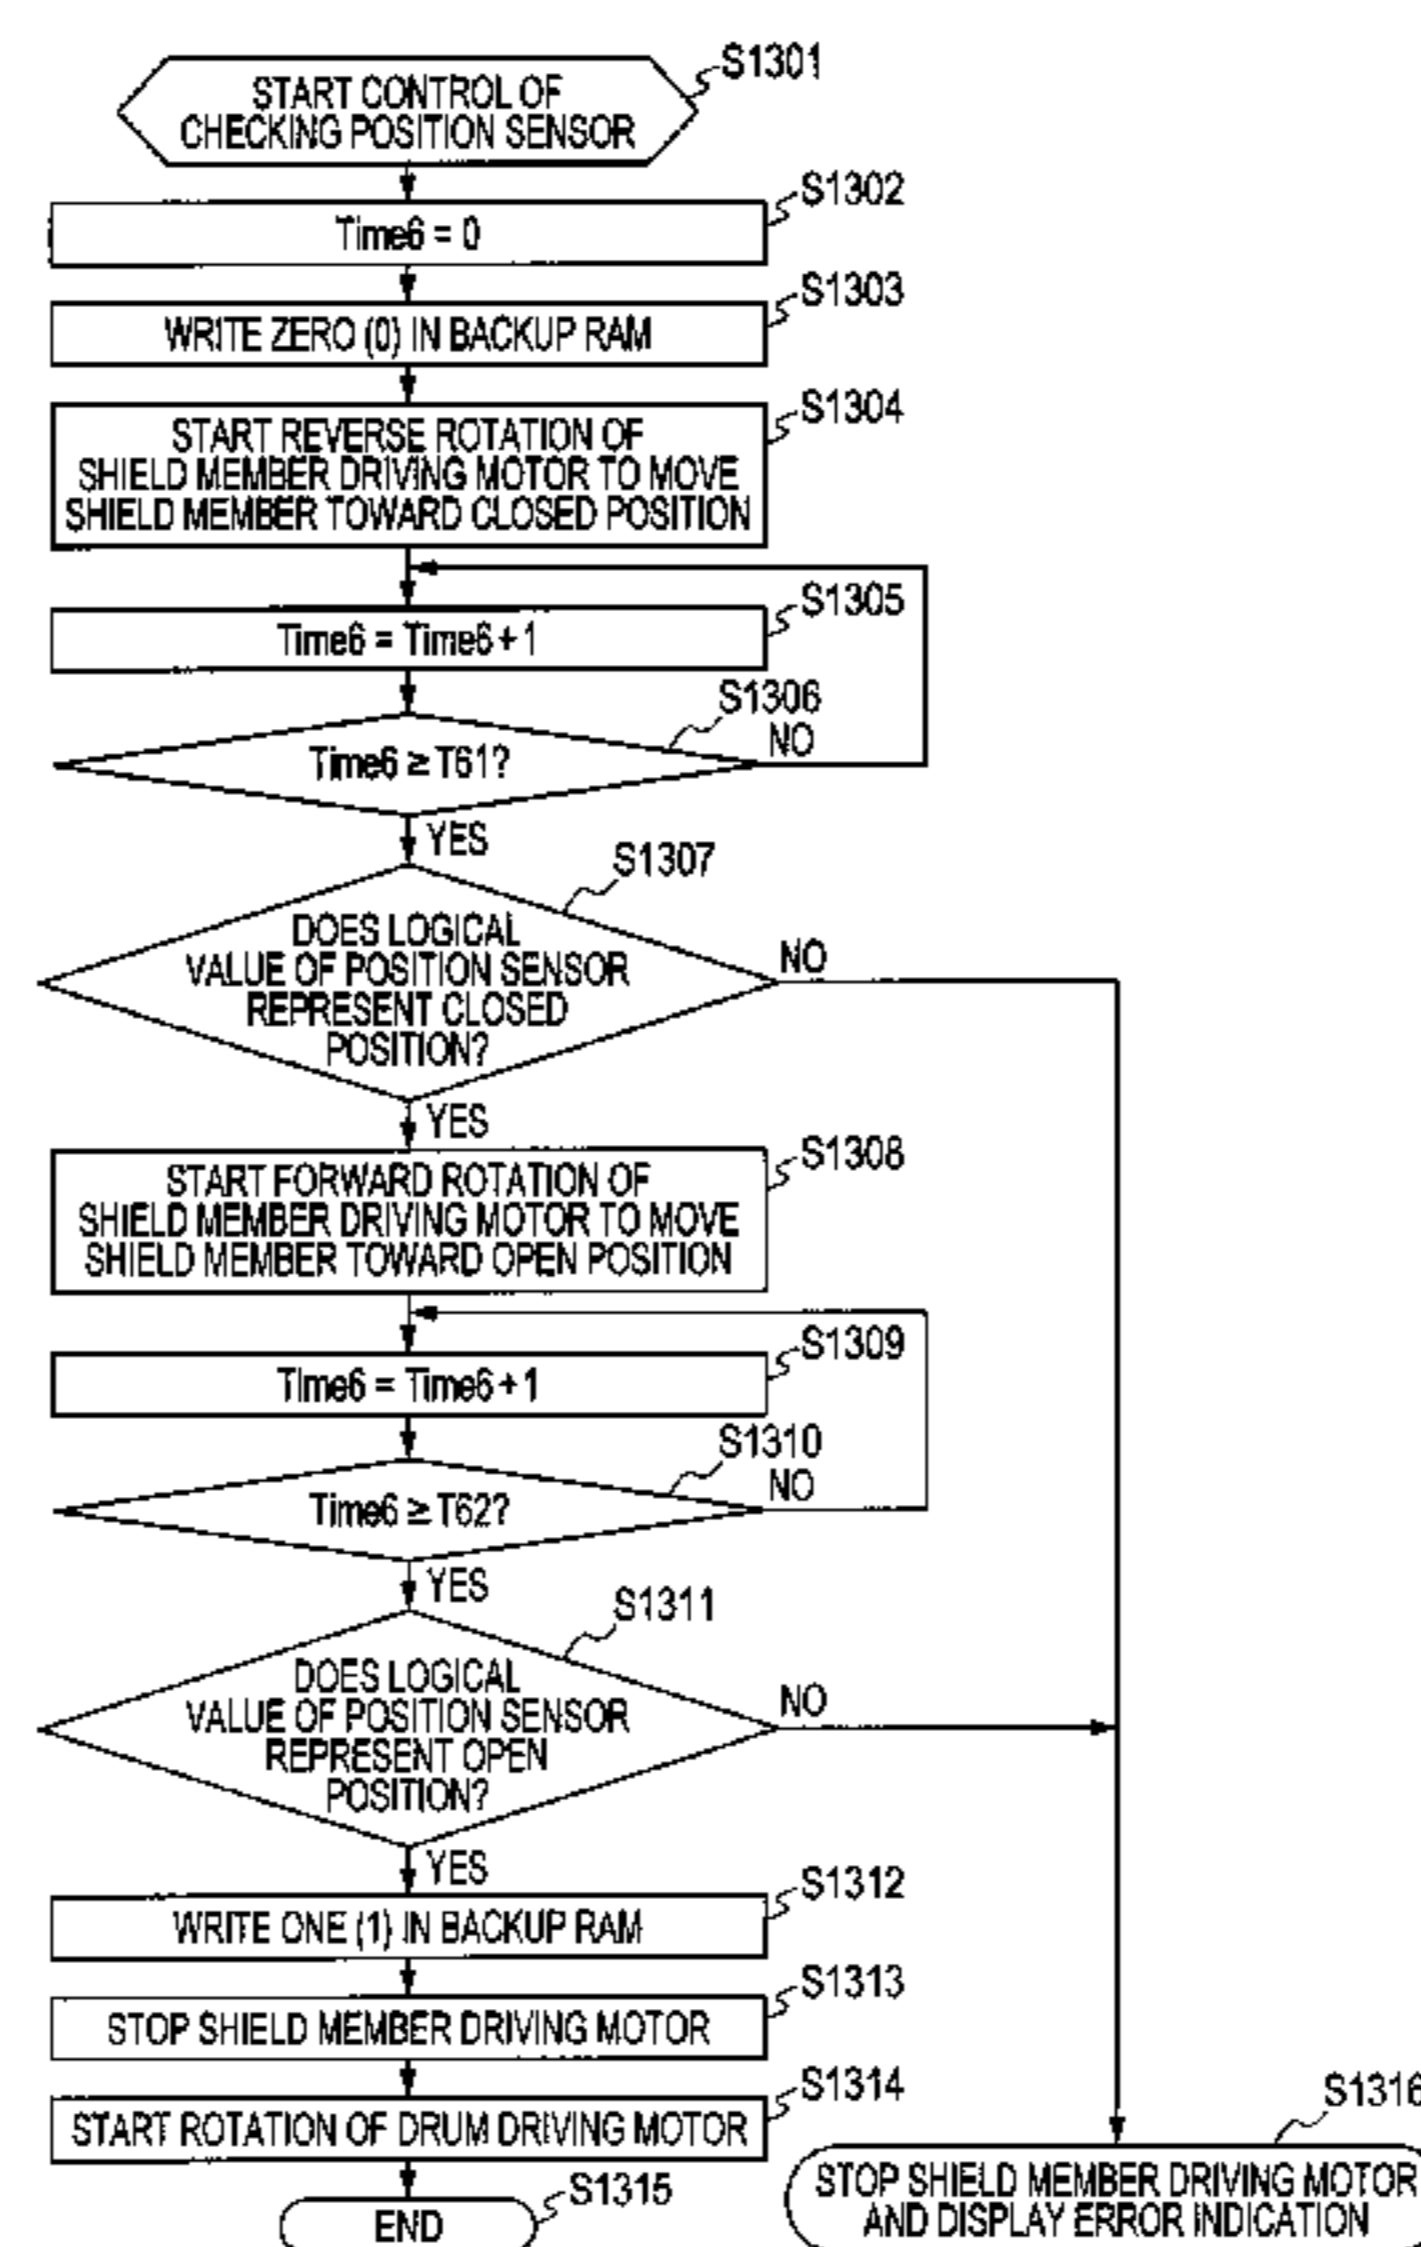 S1301
START CONTROL OF
CHECKING POSITION SENSOR
S1302
Time6 = 0
S1303
WRITE ZERO (0) IN BACKUP RAM
S1304
START REVERSE ROTATION OF
SHIELD MEMBER DRIVING MOTOR TO MOVE
SHIELD MEMBER TOWARD CLOSED POSITION
S1305
Time6 = Time6 + 1
S1306
NO
Time6 ≥ T61?
YES
S1307
DOES LOGICAL
VALUE OF POSITION SENSOR
REPRESENT CLOSED
POSITION?
NO
YES
S1308
START FORWARD ROTATION OF
SHIELD MEMBER DRIVING MOTOR TO MOVE
SHIELD MEMBER TOWARD OPEN POSITION
S1309
Time6 = Time6 + 1
S1310
NO
Time6 ≥ T62?
YES
S1311
DOES LOGICAL
VALUE OF POSITION SENSOR
REPRESENT OPEN
POSITION?
NO
YES
S1312
WRITE ONE (1) IN BACKUP RAM
S1313
STOP SHIELD MEMBER DRIVING MOTOR
S1314
START ROTATION OF DRUM DRIVING MOTOR
S1315
END
S1316
STOP SHIELD MEMBER DRIVING MOTOR
AND DISPLAY ERROR INDICATION